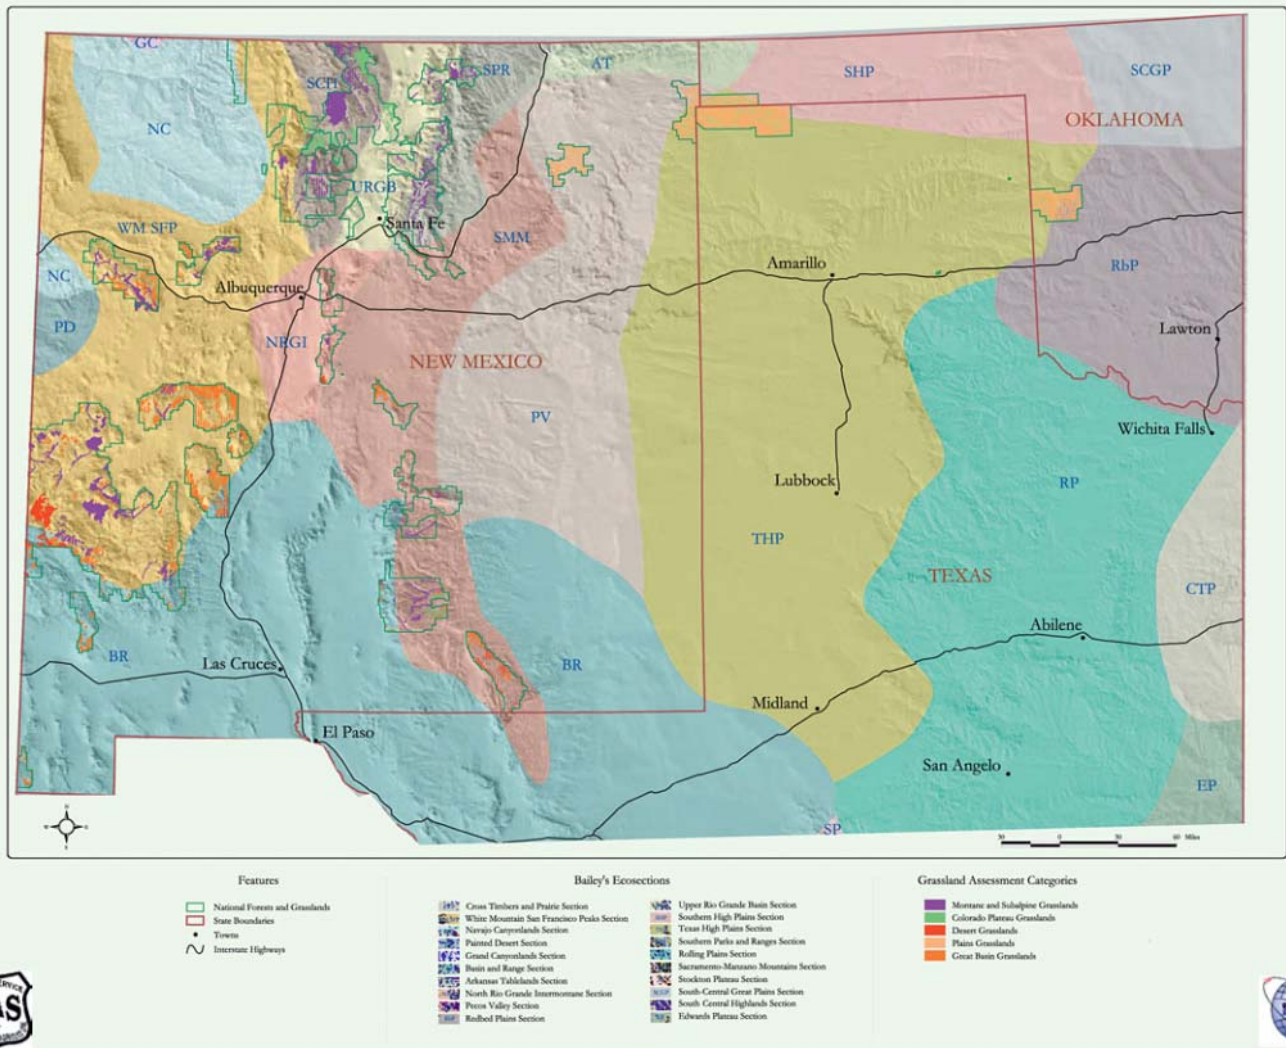 GC
NC
SCH
SPR
AT
SHP
SCGP
OKLAHOMA
URGB
Santa Fe
WM SFP
SMM
NC
Albuquerque
Amarillo
RbP
PD
NRGI
NEW MEXICO
Lawton
PV
Wichita Falls
Lubbock
RP
THP
TEXAS
CTP
Abilene
BR
Las Cruces
BR
Midland
El Paso
San Angelo
EP
SP
30 0 30 60 Miles
Features
National Forests and Grasslands
State Boundaries
Towns
Interstate Highways
Bailey's Ecosections
Cross Timbers and Prairie Section
White Mountain San Francisco Peaks Section
Navajo Canyonlands Section
Painted Desert Section
Grand Canyonlands Section
Basin and Range Section
Arkansas Tablelands Section
North Rio Grande Intermontane Section
Pecos Valley Section
Redbed Plains Section
Upper Rio Grande Basin Section
Southern High Plains Section
Texas High Plains Section
Southern Parks and Ranges Section
Rolling Plains Section
Sacramento-Manzano Mountains Section
Stockton Plateau Section
South-Central Great Plains Section
South Central Highlands Section
Edwards Plateau Section
Grassland Assessment Categories
Montane and Subalpine Grasslands
Colorado Plateau Grasslands
Desert Grasslands
Plains Grasslands
Great Basin Grasslands